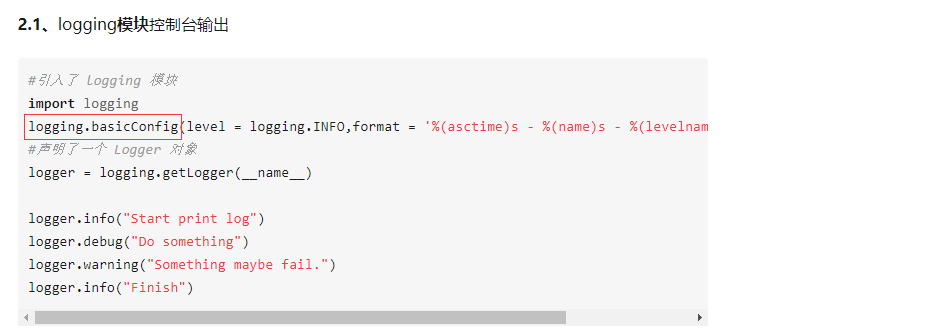 2.1、logging模块控制台输出
#引入了 Logging 模块
import logging
logging.basicConfig(level = logging.INFO,format = '%(asctime)s - %(name)s - %(levelnam
#声明了一个 Logger 对象
logger = logging.getLogger(__name__)
logger.info("Start print log")
logger.debug("Do something")
logger.warning("Something maybe fail.")
logger.info("Finish")